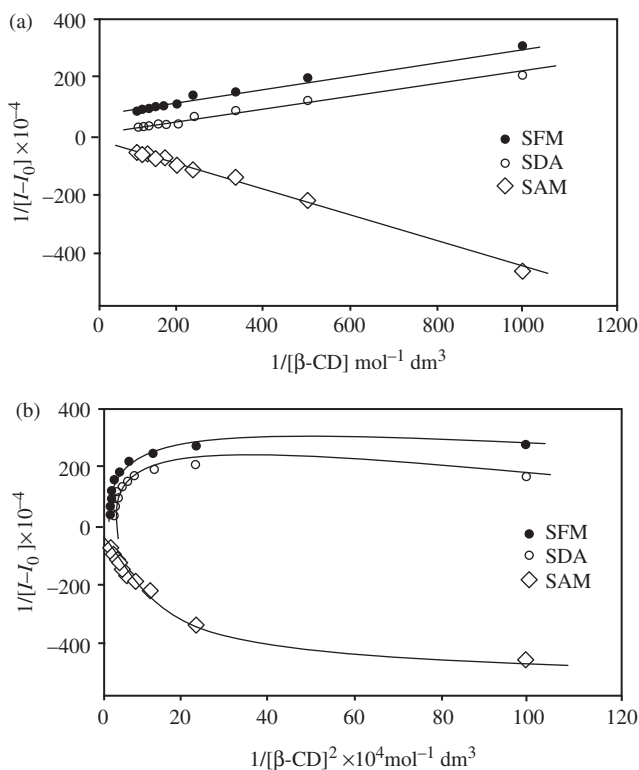 (a)
400
200
0
−200
−400
1/[I–I₀] ×10⁻⁴
SFM
SDA
SAM
0 200 400 600 800 1000 1200
1/[β-CD] mol⁻¹ dm³
(b)
400
200
0
−200
−400
1/[I–I₀]×10⁻⁴
SFM
SDA
SAM
0 20 40 60 80 100 120
1/[β-CD]² ×10⁴mol⁻¹ dm³